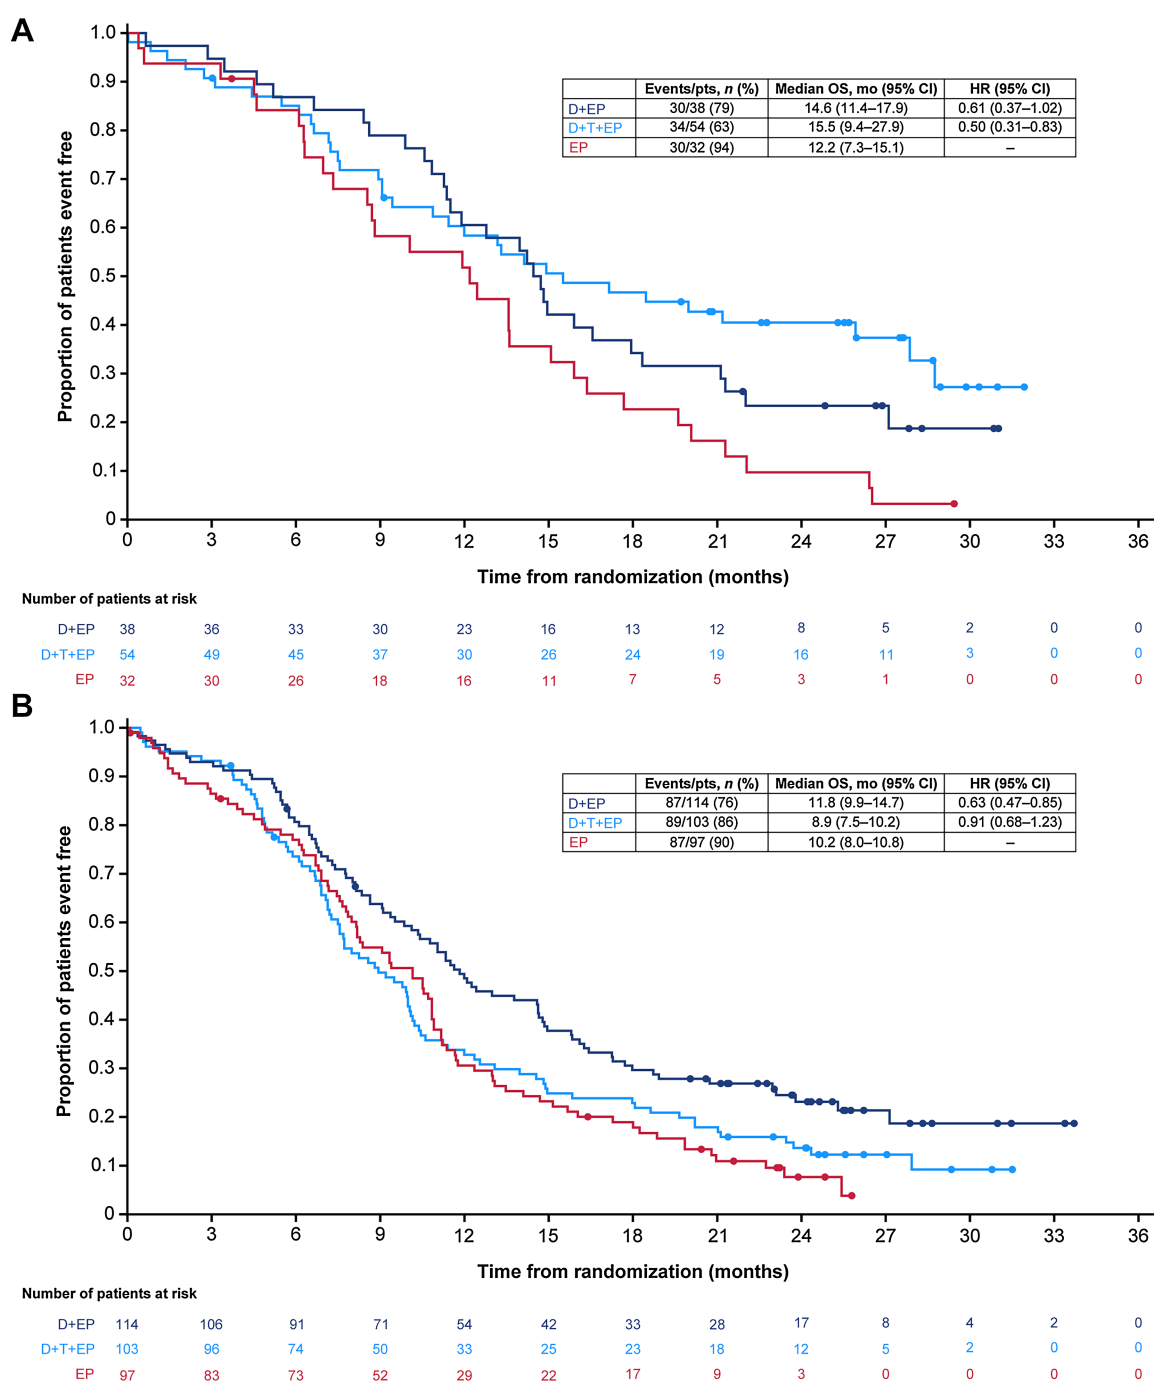 A
1.0
0.9
0.8
0.7
0.6
0.5
0.4
0.3
0.2
0.1
0
Proportion of patients event free
Events/pts, n (%) Median OS, mo (95% CI) HR (95% CI)
D+EP 30/38 (79) 14.6 (11.4–17.9) 0.61 (0.37–1.02)
D+T+EP 34/54 (63) 15.5 (9.4–27.9) 0.50 (0.31–0.83)
EP 30/32 (94) 12.2 (7.3–15.1) –
0 3 6 9 12 15 18 21 24 27 30 33 36
Time from randomization (months)
Number of patients at risk
D+EP 38 36 33 30 23 16 13 12 8 5 2 0 0
D+T+EP 54 49 45 37 30 26 24 19 16 11 3 0 0
EP 32 30 26 18 16 11 7 5 3 1 0 0 0
B
1.0
0.9
0.8
0.7
0.6
0.5
0.4
0.3
0.2
0.1
0
Proportion of patients event free
Events/pts, n (%) Median OS, mo (95% CI) HR (95% CI)
D+EP 87/114 (76) 11.8 (9.9–14.7) 0.63 (0.47–0.85)
D+T+EP 89/103 (86) 8.9 (7.5–10.2) 0.91 (0.68–1.23)
EP 87/97 (90) 10.2 (8.0–10.8) –
0 3 6 9 12 15 18 21 24 27 30 33 36
Time from randomization (months)
Number of patients at risk
D+EP 114 106 91 71 54 42 33 28 17 8 4 2 0
D+T+EP 103 96 74 50 33 25 23 18 12 5 2 0 0
EP 97 83 73 52 29 22 17 9 3 0 0 0 0